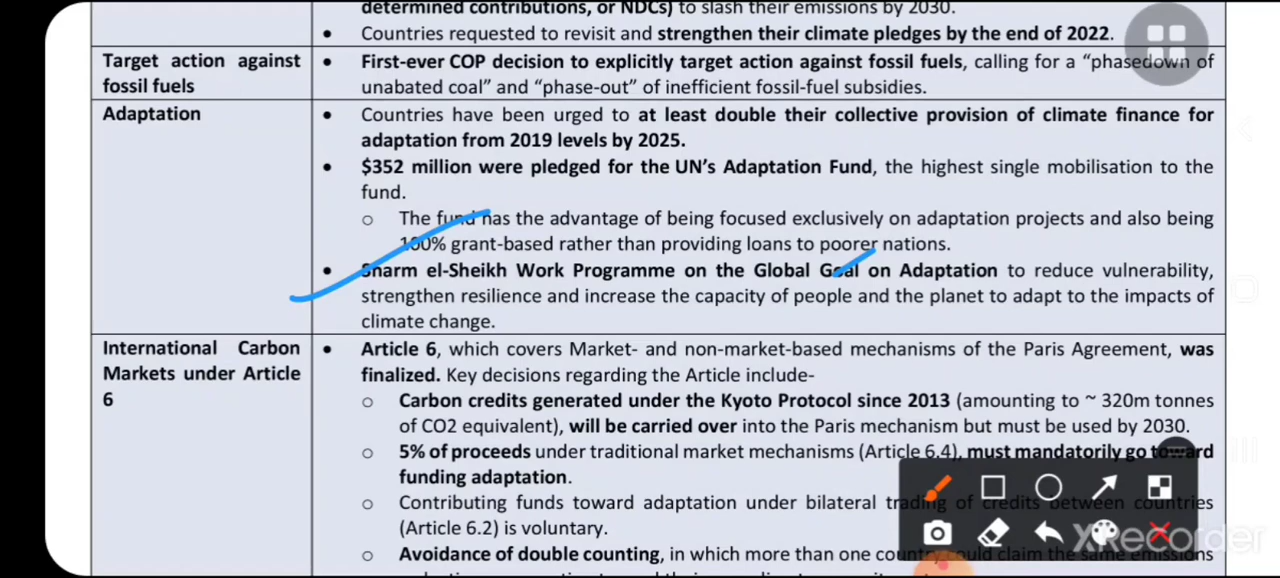 determined contributions, or NDCs) to slash their emissions by 2030.
• Countries requested to revisit and strengthen their climate pledges by the end of 2022.
Target action against
fossil fuels
• First-ever COP decision to explicitly target action against fossil fuels, calling for a “phasedown of
unabated coal” and “phase-out” of inefficient fossil-fuel subsidies.
Adaptation
• Countries have been urged to at least double their collective provision of climate finance for
adaptation from 2019 levels by 2025.
• $352 million were pledged for the UN’s Adaptation Fund, the highest single mobilisation to the
fund.
o The fund has the advantage of being focused exclusively on adaptation projects and also being
100% grant-based rather than providing loans to poorer nations.
• Sharm el-Sheikh Work Programme on the Global Goal on Adaptation to reduce vulnerability,
strengthen resilience and increase the capacity of people and the planet to adapt to the impacts of
climate change.
International Carbon
Markets under Article
6
• Article 6, which covers Market- and non-market-based mechanisms of the Paris Agreement, was
finalized. Key decisions regarding the Article include-
o Carbon credits generated under the Kyoto Protocol since 2013 (amounting to ~ 320m tonnes
of CO2 equivalent), will be carried over into the Paris mechanism but must be used by 2030.
o 5% of proceeds under traditional market mechanisms (Article 6.4), must mandatorily go toward
funding adaptation.
o Contributing funds toward adaptation under bilateral trading of credits between countries
(Article 6.2) is voluntary.
o Avoidance of double counting, in which more than one country could claim the same emissions
XRecorder